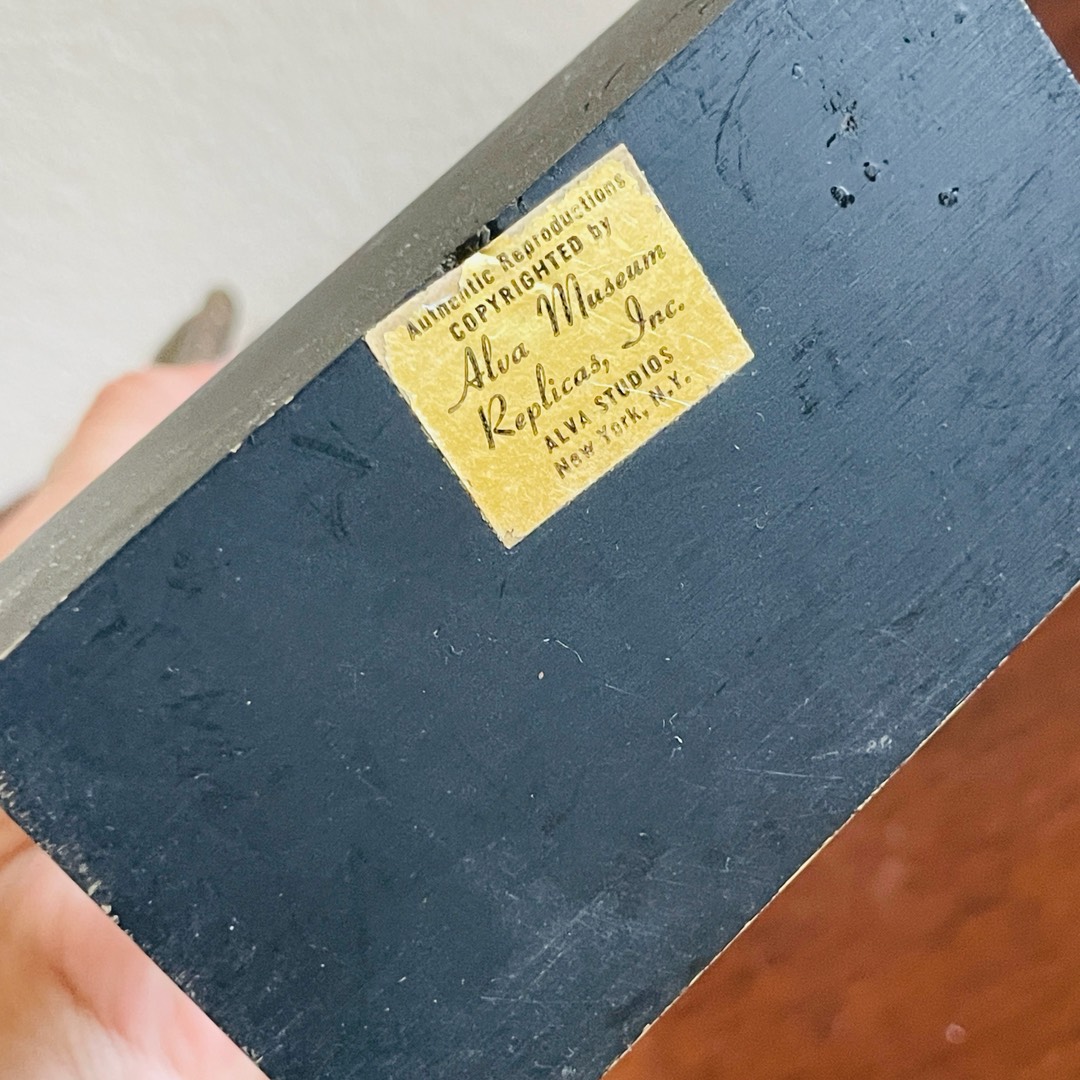 Authentic Reproductions
COPYRIGHTED by
Alva Museum
Replicas, Inc.
ALVA STUDIOS
New York, N.Y.